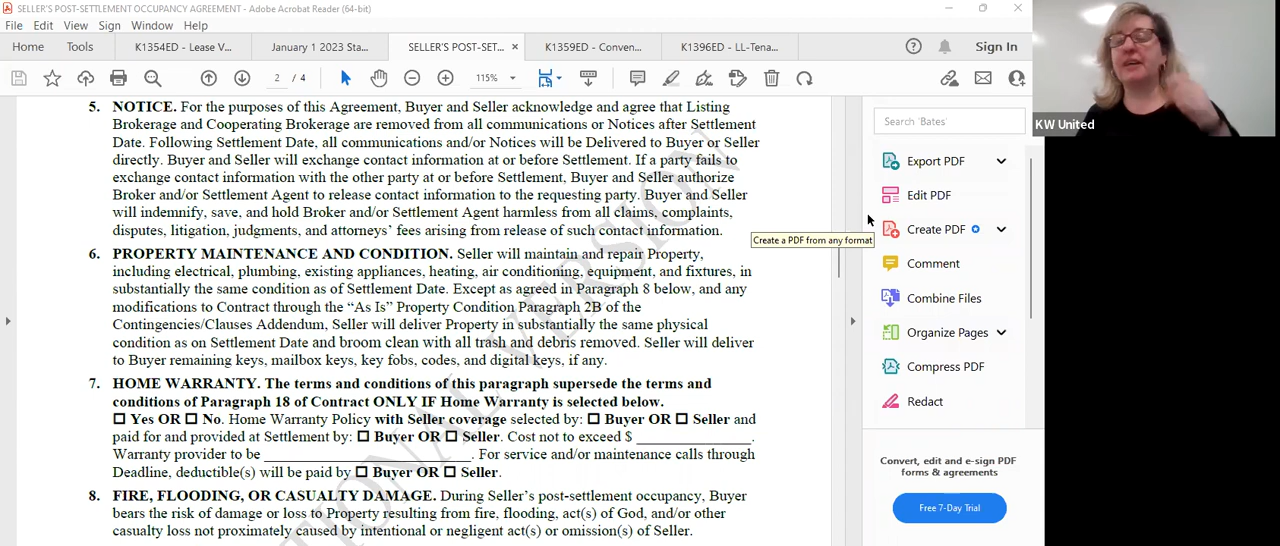 SELLER'S POST-SETTLEMENT OCCUPANCY AGREEMENT - Adobe Acrobat Reader (64-bit)
File Edit View Sign Window Help
Home Tools K1354ED - Lease V... January 1 2023 Sta... SELLER'S POST-SET... × K1359ED - Conven... K1396ED - LL-Tena... Sign In
2 / 4 115%
5. NOTICE. For the purposes of this Agreement, Buyer and Seller acknowledge and agree that Listing
Brokerage and Cooperating Brokerage are removed from all communications or Notices after Settlement
Date. Following Settlement Date, all communications and/or Notices will be Delivered to Buyer or Seller
directly. Buyer and Seller will exchange contact information at or before Settlement. If a party fails to
exchange contact information with the other party at or before Settlement, Buyer and Seller authorize
Broker and/or Settlement Agent to release contact information to the requesting party. Buyer and Seller
will indemnify, save, and hold Broker and/or Settlement Agent harmless from all claims, complaints,
disputes, litigation, judgments, and attorneys' fees arising from release of such contact information.
6. PROPERTY MAINTENANCE AND CONDITION. Seller will maintain and repair Property,
including electrical, plumbing, existing appliances, heating, air conditioning, equipment, and fixtures, in
substantially the same condition as of Settlement Date. Except as agreed in Paragraph 8 below, and any
modifications to Contract through the “As Is” Property Condition Paragraph 2B of the
Contingencies/Clauses Addendum, Seller will deliver Property in substantially the same physical
condition as on Settlement Date and broom clean with all trash and debris removed. Seller will deliver
to Buyer remaining keys, mailbox keys, key fobs, codes, and digital keys, if any.
7. HOME WARRANTY. The terms and conditions of this paragraph supersede the terms and
conditions of Paragraph 18 of Contract ONLY IF Home Warranty is selected below.
☐ Yes OR ☐ No. Home Warranty Policy with Seller coverage selected by: ☐ Buyer OR ☐ Seller and
paid for and provided at Settlement by: ☐ Buyer OR ☐ Seller. Cost not to exceed $ _______________.
Warranty provider to be ___________________________. For service and/or maintenance calls through
Deadline, deductible(s) will be paid by ☐ Buyer OR ☐ Seller.
8. FIRE, FLOODING, OR CASUALTY DAMAGE. During Seller's post-settlement occupancy, Buyer
bears the risk of damage or loss to Property resulting from fire, flooding, act(s) of God, and/or other
casualty loss not proximately caused by intentional or negligent act(s) or omission(s) of Seller.
VERSION
Search 'Bates'
Export PDF
Edit PDF
Create PDF
Create a PDF from any format
Comment
Combine Files
Organize Pages
Compress PDF
Redact
Convert, edit and e-sign PDF
forms & agreements
Free 7-Day Trial
KW United